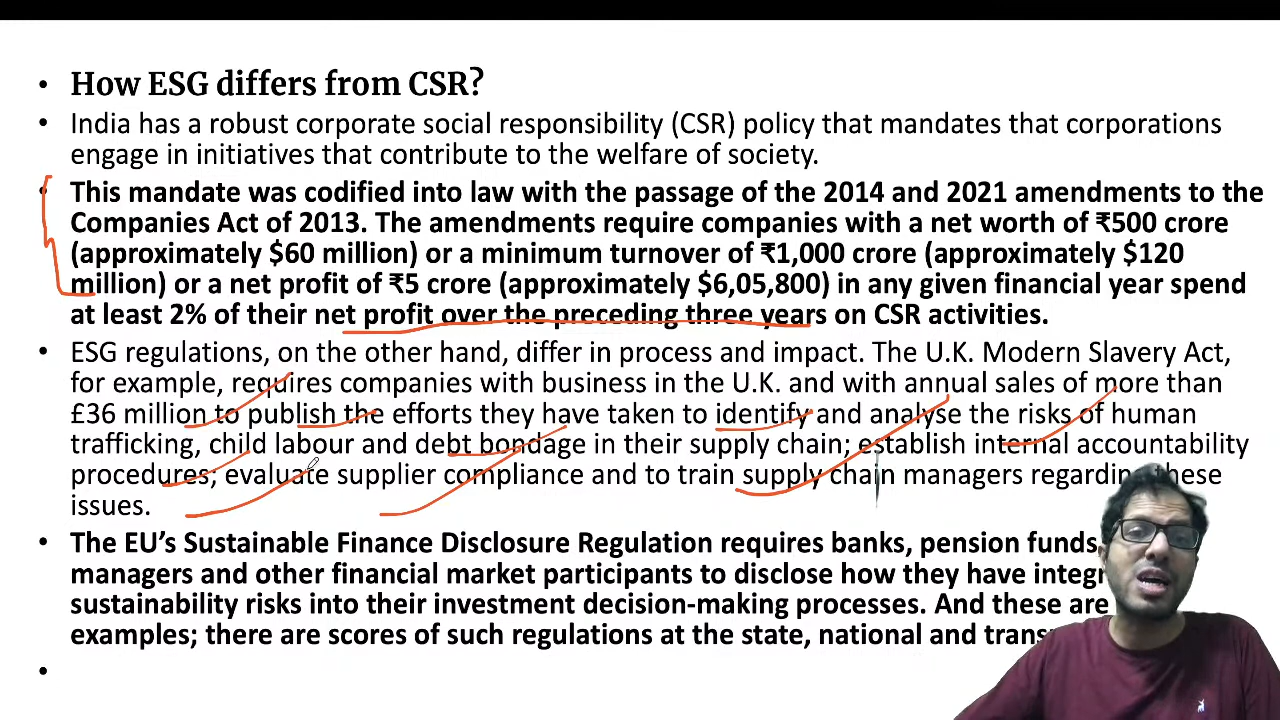 • How ESG differs from CSR?
• India has a robust corporate social responsibility (CSR) policy that mandates that corporations
engage in initiatives that contribute to the welfare of society.
• This mandate was codified into law with the passage of the 2014 and 2021 amendments to the
Companies Act of 2013. The amendments require companies with a net worth of ₹500 crore
(approximately $60 million) or a minimum turnover of ₹1,000 crore (approximately $120
million) or a net profit of ₹5 crore (approximately $6,05,800) in any given financial year spend
at least 2% of their net profit over the preceding three years on CSR activities.
• ESG regulations, on the other hand, differ in process and impact. The U.K. Modern Slavery Act,
for example, requires companies with business in the U.K. and with annual sales of more than
£36 million to publish the efforts they have taken to identify and analyse the risks of human
trafficking, child labour and debt bondage in their supply chain; establish internal accountability
procedures; evaluate supplier compliance and to train supply chain managers regarding these
issues.
• The EU’s Sustainable Finance Disclosure Regulation requires banks, pension funds,
managers and other financial market participants to disclose how they have
sustainability risks into their investment decision-making processes. And these are
examples; there are scores of such regulations at the state, national and
•